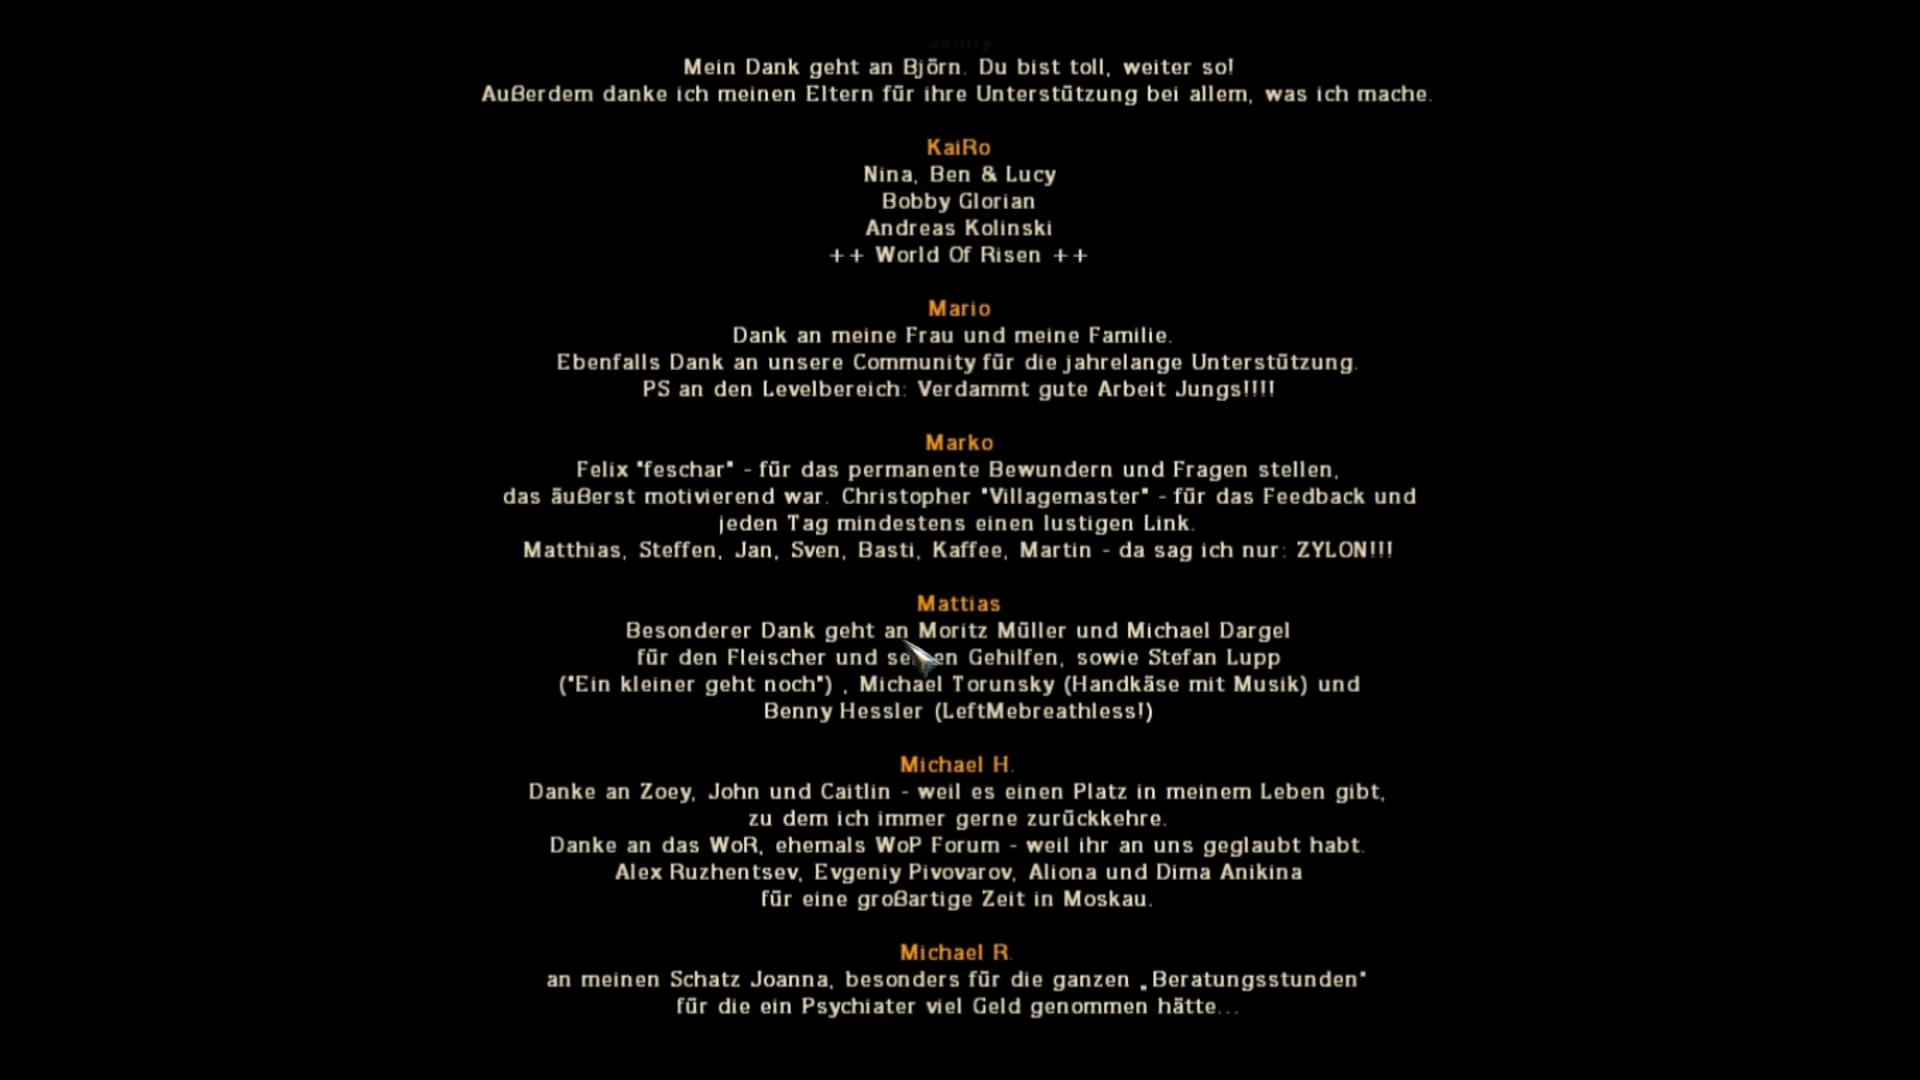 Mein Dank geht an Björn. Du bist toll, weiter so!
Außerdem danke ich meinen Eltern für ihre Unterstützung bei allem, was ich mache.
KaiRo
Nina, Ben & Lucy
Bobby Glorian
Andreas Kolinski
++ World Of Risen ++
Mario
Dank an meine Frau und meine Familie.
Ebenfalls Dank an unsere Community für die jahrelange Unterstützung.
PS an den Levelbereich: Verdammt gute Arbeit Jungs!!!!
Marko
Felix "feschar" - für das permanente Bewundern und Fragen stellen,
das äußerst motivierend war. Christopher "Villagemaster" - für das Feedback und
jeden Tag mindestens einen lustigen Link.
Matthias, Steffen, Jan, Sven, Basti, Kaffee, Martin - da sag ich nur: ZYLON!!!
Mattias
Besonderer Dank geht an Moritz Müller und Michael Dargel
für den Fleischer und seinen Gehilfen, sowie Stefan Lupp
("Ein kleiner geht noch") , Michael Torunsky (Handkäse mit Musik) und
Benny Hessler (LeftMebreathless!)
Michael H.
Danke an Zoey, John und Caitlin - weil es einen Platz in meinem Leben gibt,
zu dem ich immer gerne zurückkehre.
Danke an das WoR, ehemals WoP Forum - weil ihr an uns geglaubt habt.
Alex Ruzhentsev, Evgeniy Pivovarov, Aliona und Dima Anikina
für eine großartige Zeit in Moskau.
Michael R.
an meinen Schatz Joanna, besonders für die ganzen „Beratungsstunden"
für die ein Psychiater viel Geld genommen hätte...